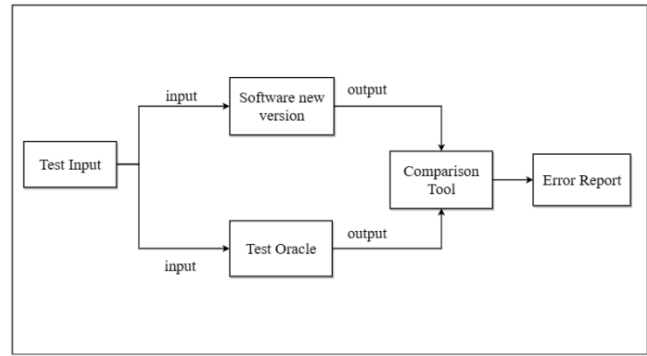 input
Software new
version
output
Test Input
Comparison
Tool
Error Report
input
Test Oracle
output